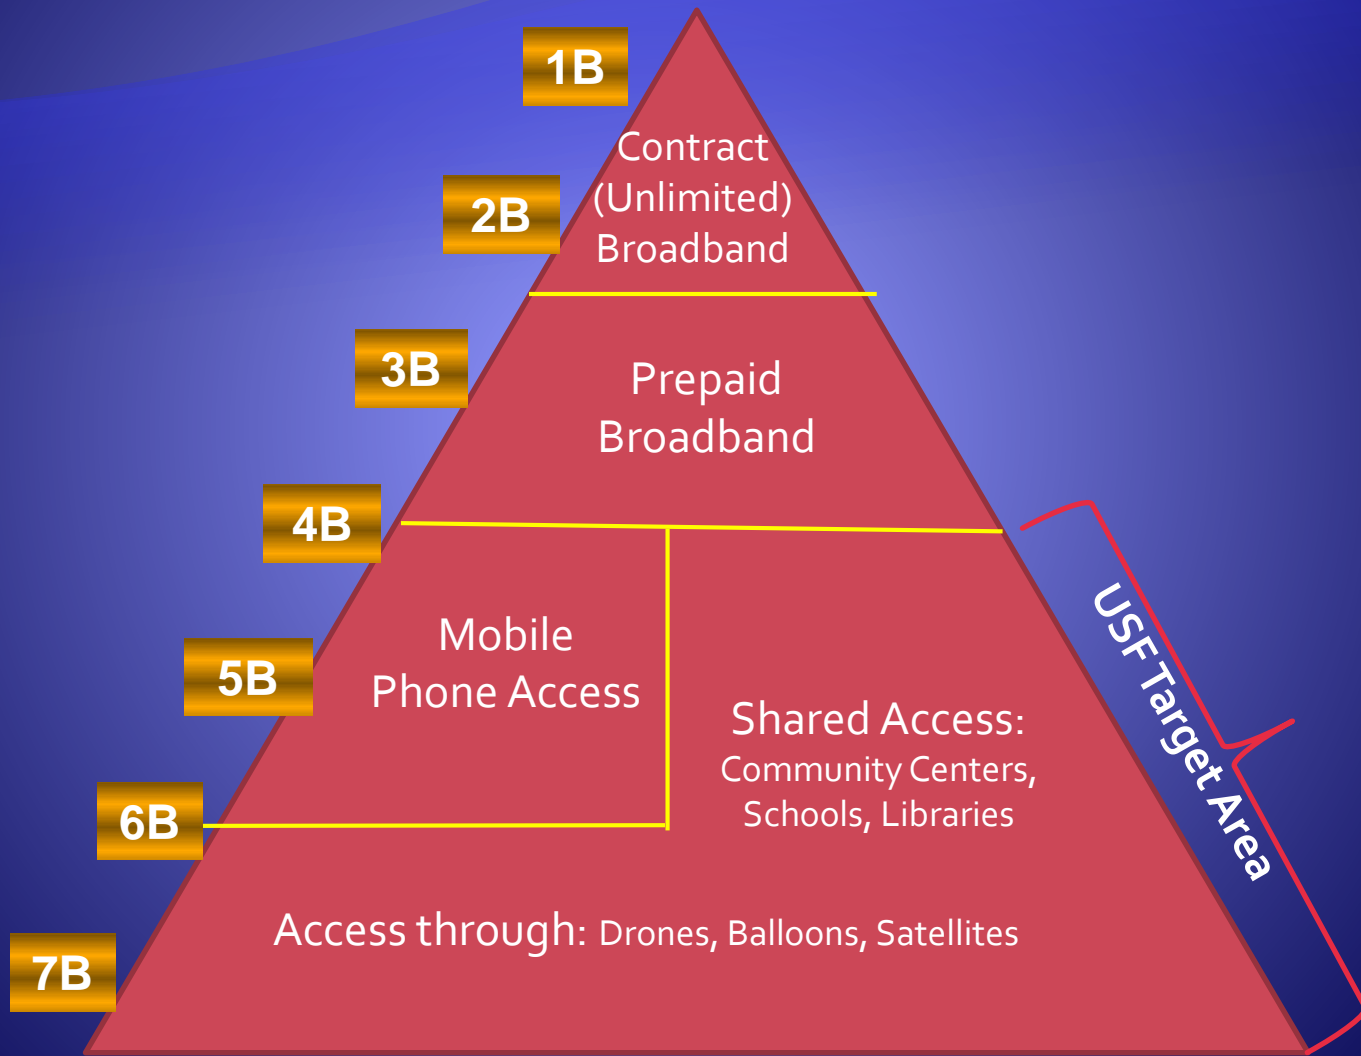 1B
Contract
(Unlimited)
2B
Broadband
3B
Prepaid
Broadband
4B
Mobile
Phone Access
5B
Shared Access:
Community Centers,
Schools, Libraries
USF Target Area
6B
Access through: Drones, Balloons, Satellites
7B